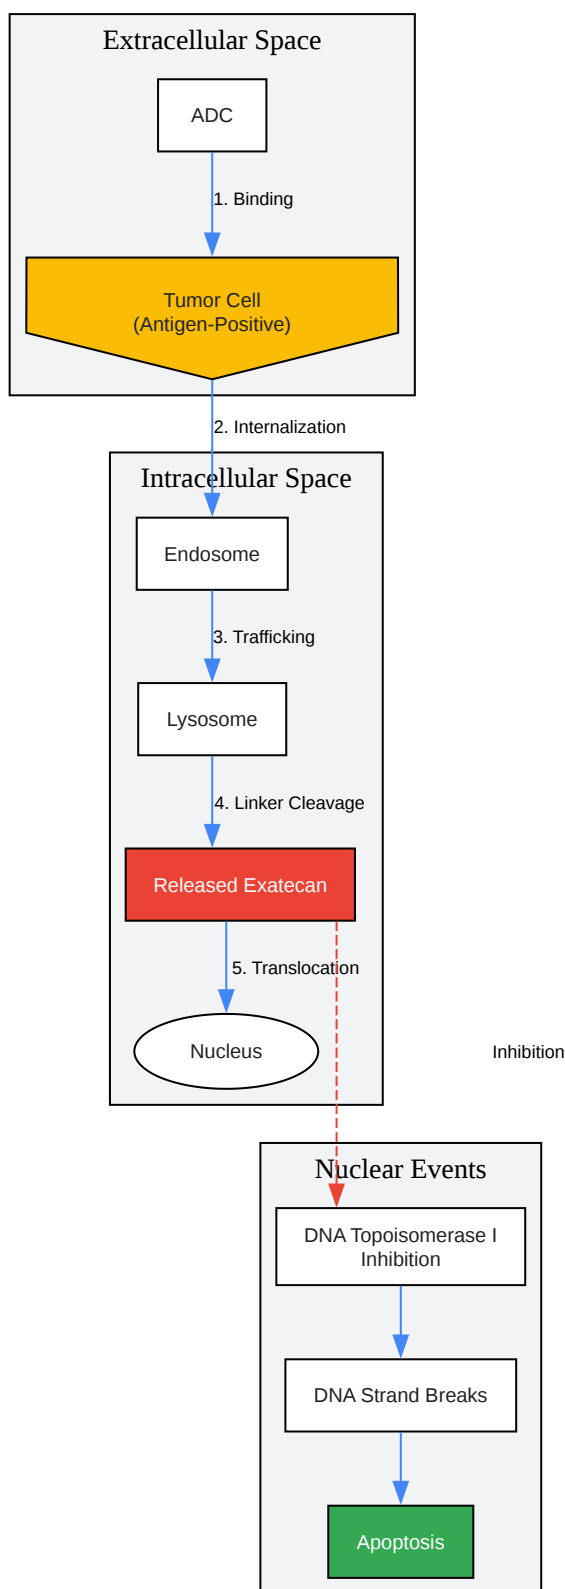 Extracellular Space
ADC
1. Binding
Tumor Cell
(Antigen-Positive)
2. Internalization
Intracellular Space
Endosome
3. Trafficking
Lysosome
4. Linker Cleavage
Released Exatecan
5. Translocation
Nucleus
Inhibition
Nuclear Events
DNA Topoisomerase I
Inhibition
DNA Strand Breaks
Apoptosis